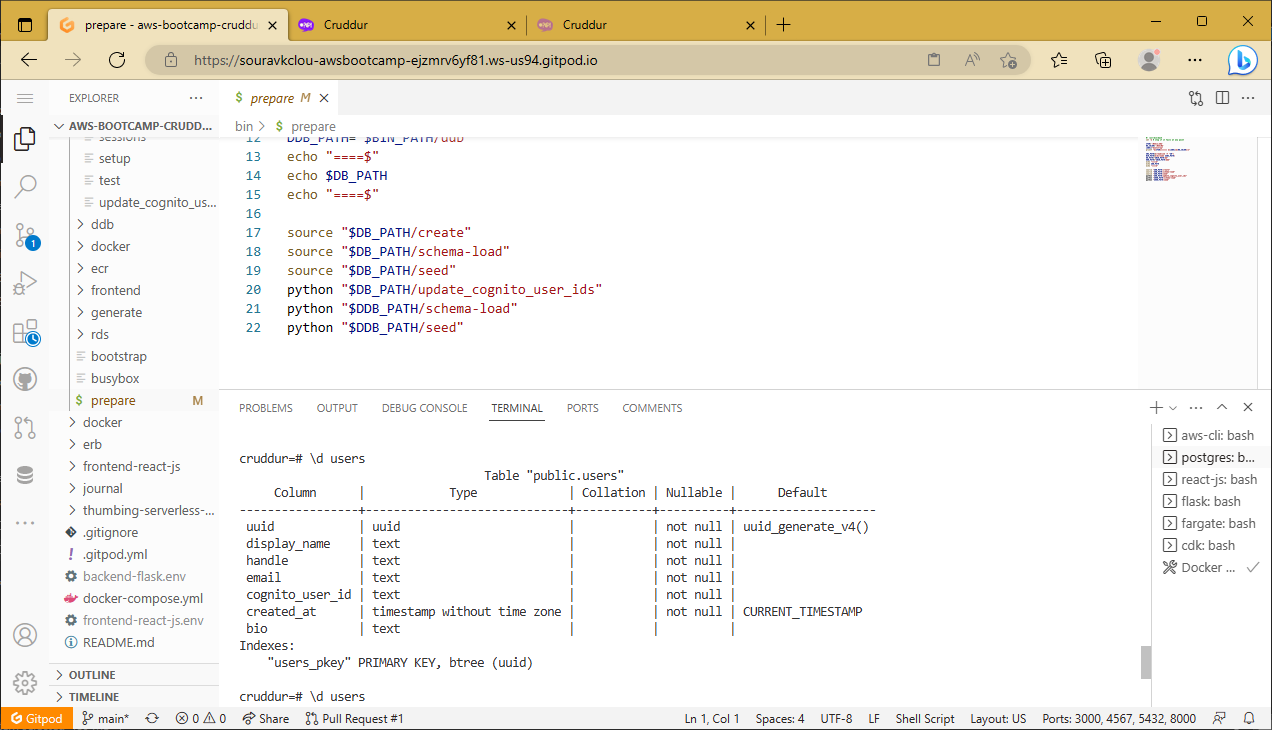 prepare - aws-bootcamp-cruddu
Cruddur
Cruddur
https://souravkclou-awsbootcamp-ejzmrv6yf81.ws-us94.gitpod.io
EXPLORER
AWS-BOOTCAMP-CRUDD...
sessions
setup
test
update_cognito_us...
ddb
docker
ecr
frontend
generate
rds
bootstrap
busybox
$ prepare M
docker
erb
frontend-react-js
journal
thumbing-serverless-...
.gitignore
! .gitpod.yml
backend-flask.env
docker-compose.yml
frontend-react-js.env
README.md
OUTLINE
TIMELINE
1
$ prepare M
bin > $ prepare
12 DDB_PATH="$BIN_PATH/ddb"
13 echo "====$"
14 echo $DB_PATH
15 echo "====$"
16
17 source "$DB_PATH/create"
18 source "$DB_PATH/schema-load"
19 source "$DB_PATH/seed"
20 python "$DB_PATH/update_cognito_user_ids"
21 python "$DDB_PATH/schema-load"
22 python "$DDB_PATH/seed"
PROBLEMS OUTPUT DEBUG CONSOLE TERMINAL PORTS COMMENTS
cruddur=# \d users
Table "public.users"
Column | Type | Collation | Nullable | Default
-----------------+-----------------------------+-----------+----------+--------------------
uuid | uuid | | not null | uuid_generate_v4()
display_name | text | | not null |
handle | text | | not null |
email | text | | not null |
cognito_user_id | text | | not null |
created_at | timestamp without time zone | | not null | CURRENT_TIMESTAMP
bio | text | | |
Indexes:
"users_pkey" PRIMARY KEY, btree (uuid)
cruddur=# \d users
aws-cli: bash
postgres: b...
react-js: bash
flask: bash
fargate: bash
cdk: bash
Docker ...
Gitpod main* 0 0 Share Pull Request #1 Ln 1, Col 1 Spaces: 4 UTF-8 LF Shell Script Layout: US Ports: 3000, 4567, 5432, 8000